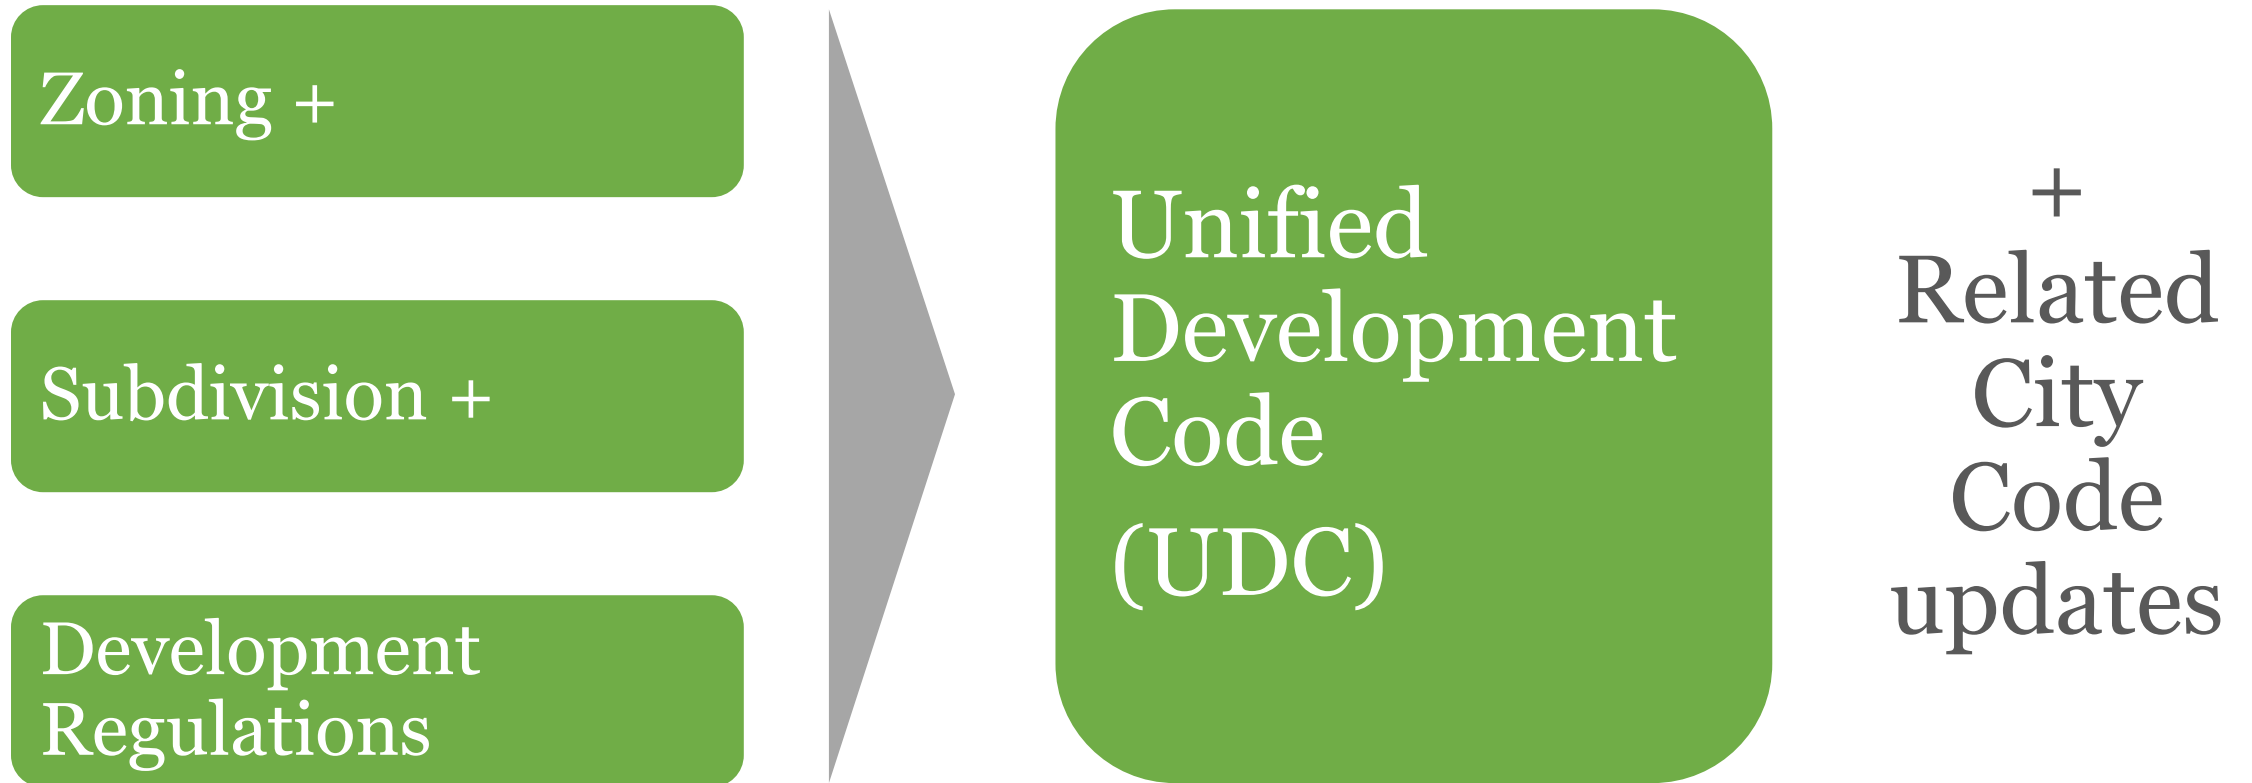 Zoning +
Subdivision +
Development
Regulations
Unified
Development
Code
(UDC)
+
Related
City
Code
updates